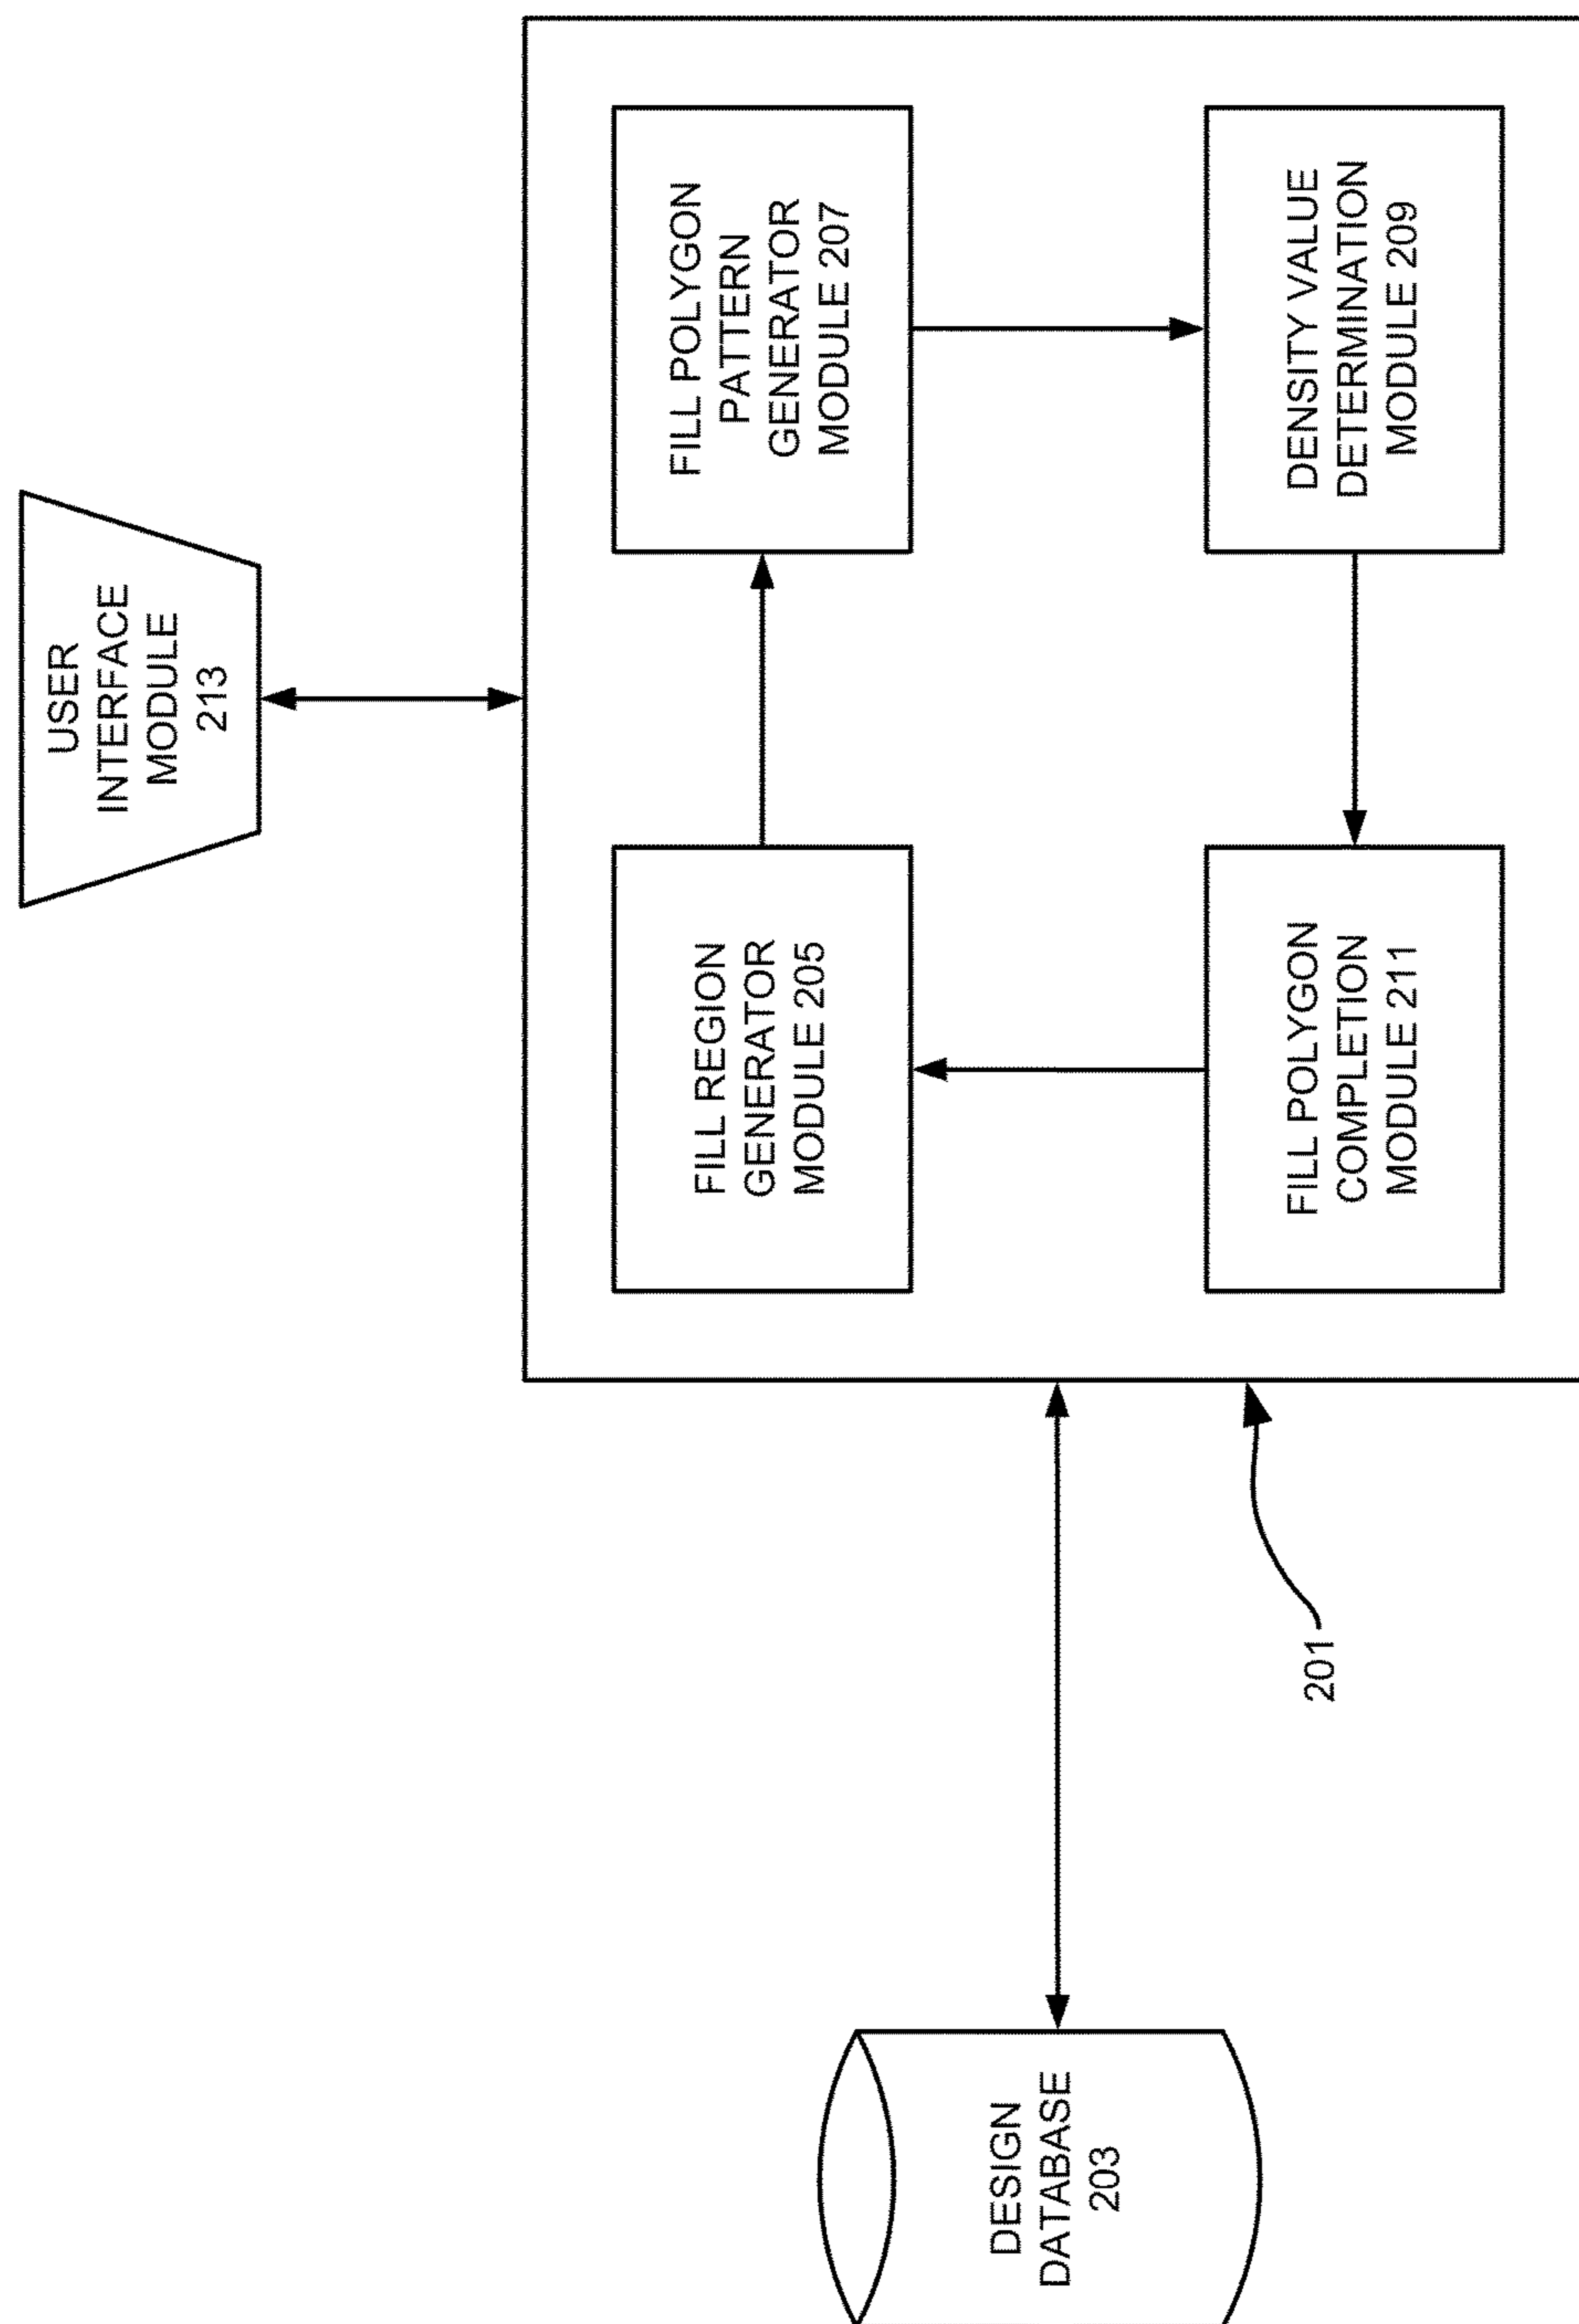 USER
INTERFACE
MODULE
213
FILL REGION
GENERATOR
MODULE 205
FILL POLYGON
PATTERN
GENERATOR
MODULE 207
DESIGN
DATABASE
203
FILL POLYGON
COMPLETION
MODULE 211
DENSITY VALUE
DETERMINATION
MODULE 209
201